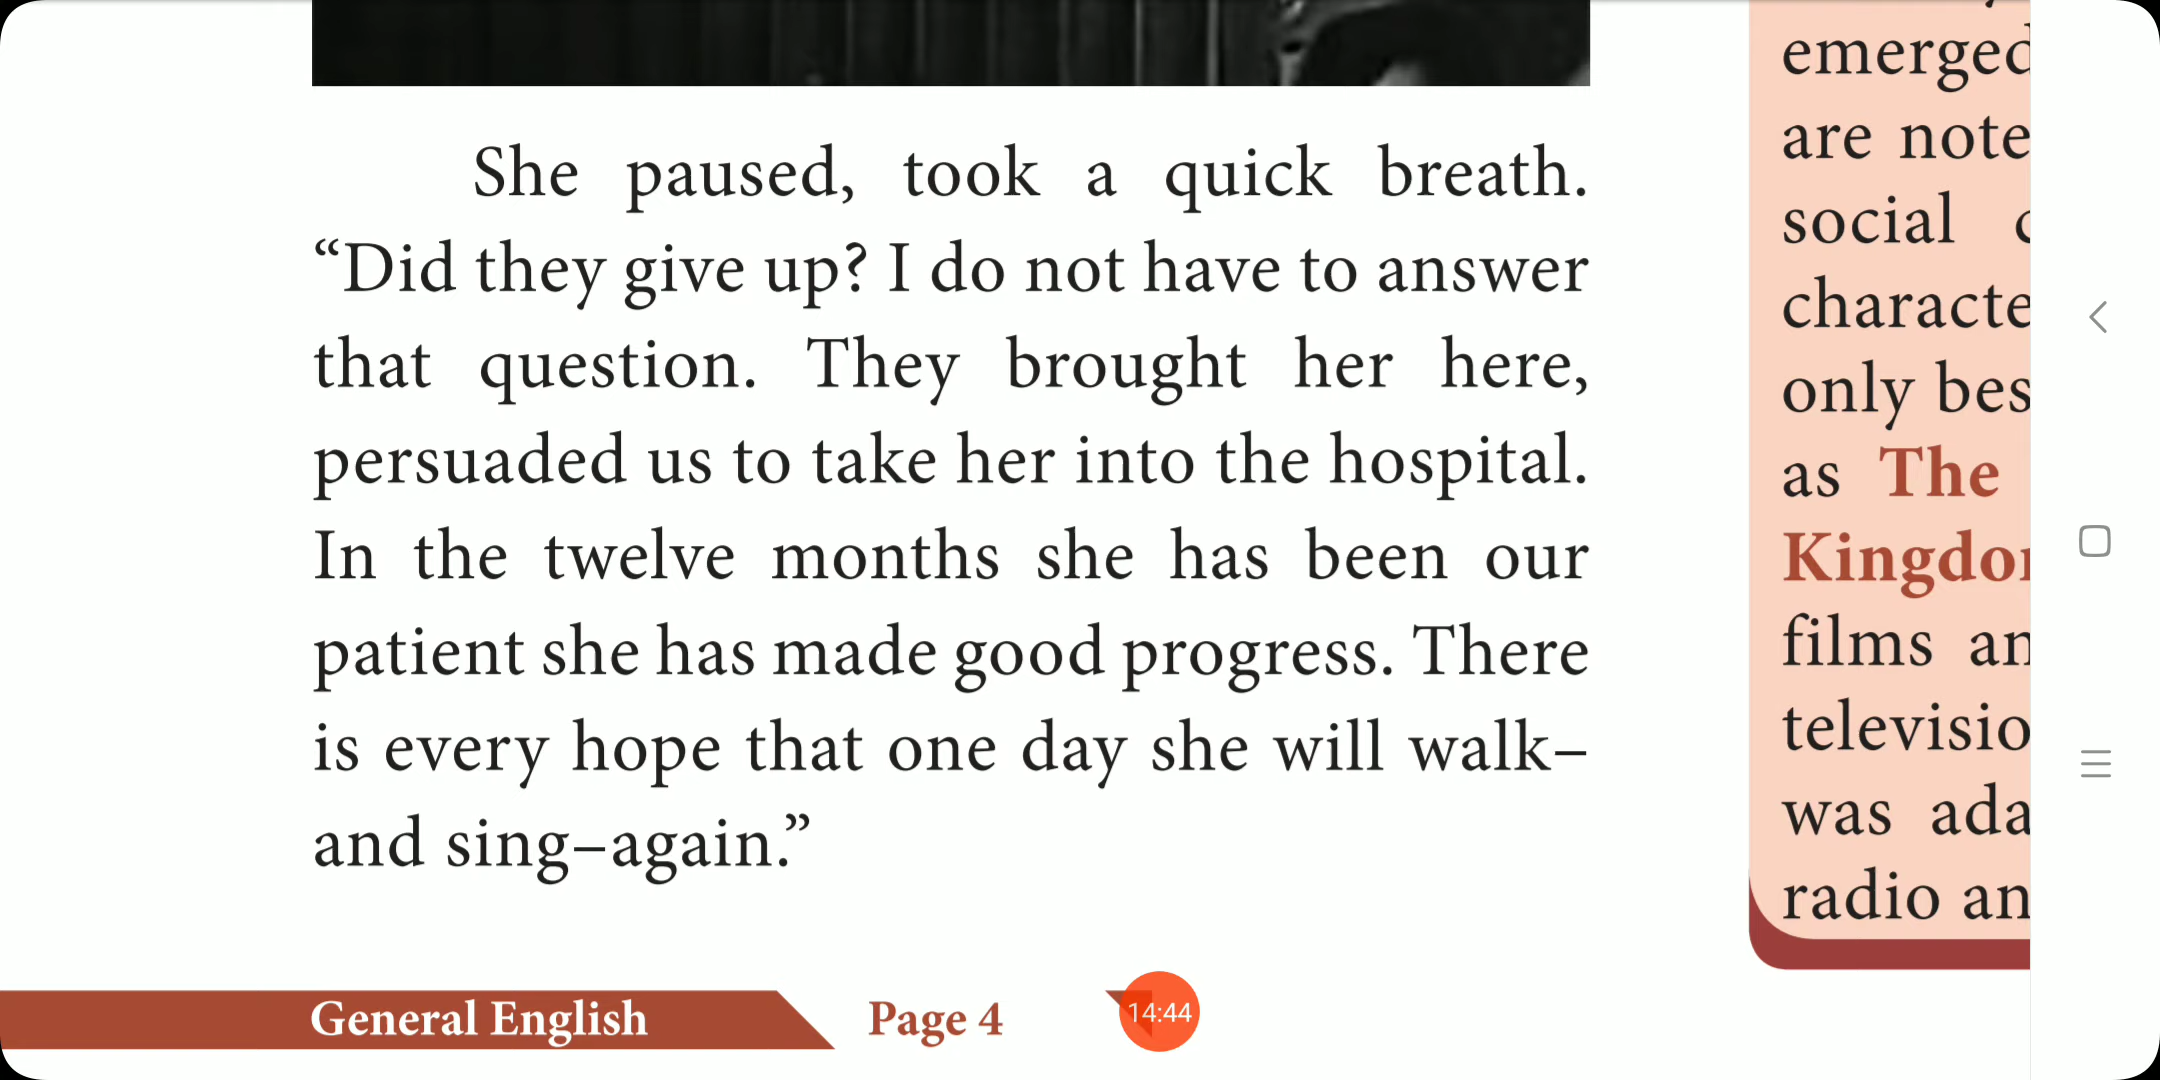 She paused, took a quick breath.
“Did they give up? I do not have to answer
that question. They brought her here,
persuaded us to take her into the hospital.
In the twelve months she has been our
patient she has made good progress. There
is every hope that one day she will walk–
and sing–again.”
emerged
are note
social
characte
only bes
as The
Kingdo
films an
televisio
was ada
radio an
General English
Page 4
14:44